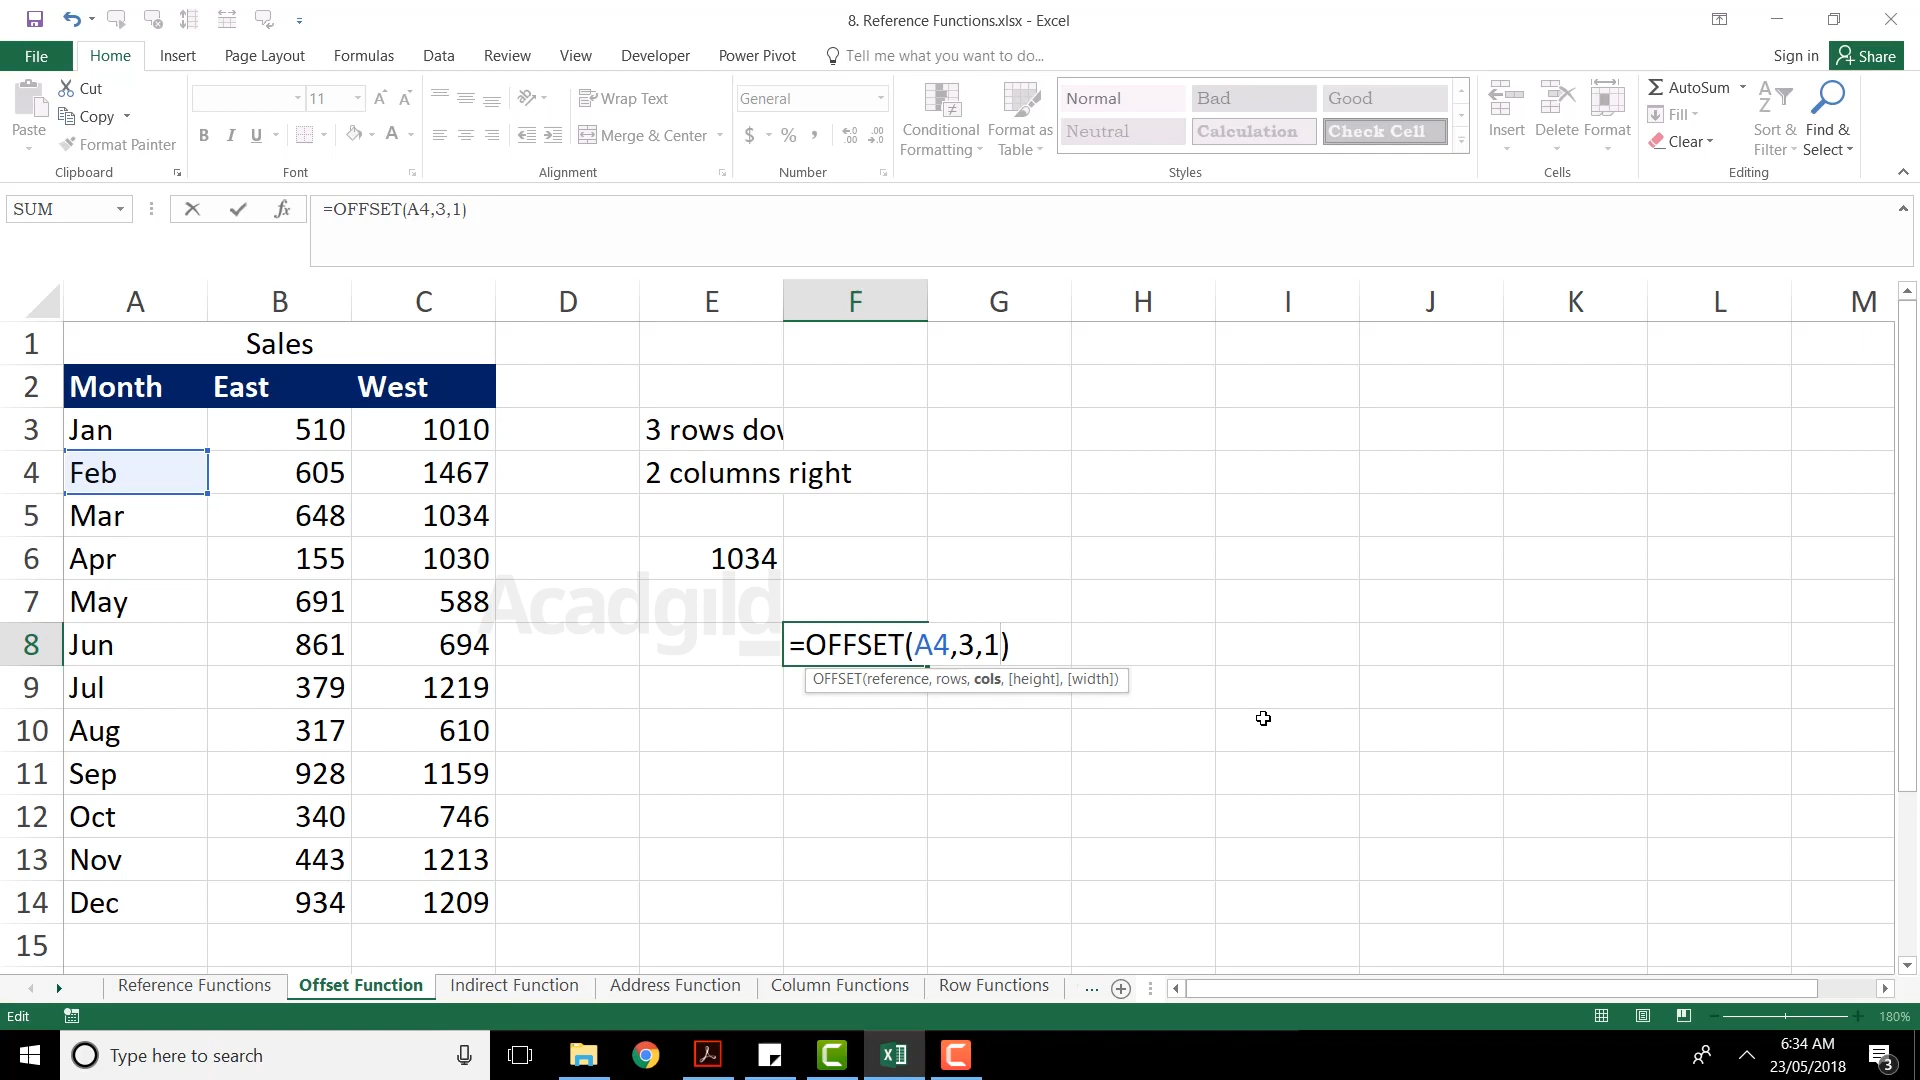 8. Reference Functions.xlsx - Excel
File Home Insert Page Layout Formulas Data Review View Developer Power Pivot Tell me what you want to do... Sign in Share
Paste Cut
Copy
Format Painter
Clipboard
11
B I U A
Font
Wrap Text
Merge & Center
Alignment
General
$ % ,
Number
Conditional Formatting
Format as Table
Normal Bad Good
Neutral Calculation Check Cell
Styles
Insert Delete Format
Cells
AutoSum
Fill
Clear
Sort & Filter
Find & Select
Editing
SUM fx =OFFSET(A4,3,1)
A B C D E F G H I J K L M
1 Sales
2 Month East West
3 Jan 510 1010 3 rows dow
4 Feb 605 1467 2 columns right
5 Mar 648 1034
6 Apr 155 1030 1034
7 May 691 588
Acadgild
8 Jun 861 694 =OFFSET(A4,3,1)
OFFSET(reference, rows, cols, [height], [width])
9 Jul 379 1219
10 Aug 317 610
11 Sep 928 1159
12 Oct 340 746
13 Nov 443 1213
14 Dec 934 1209
15
Reference Functions Offset Function Indirect Function Address Function Column Functions Row Functions ...
Edit 180%
Type here to search
6:34 AM
23/05/2018
3